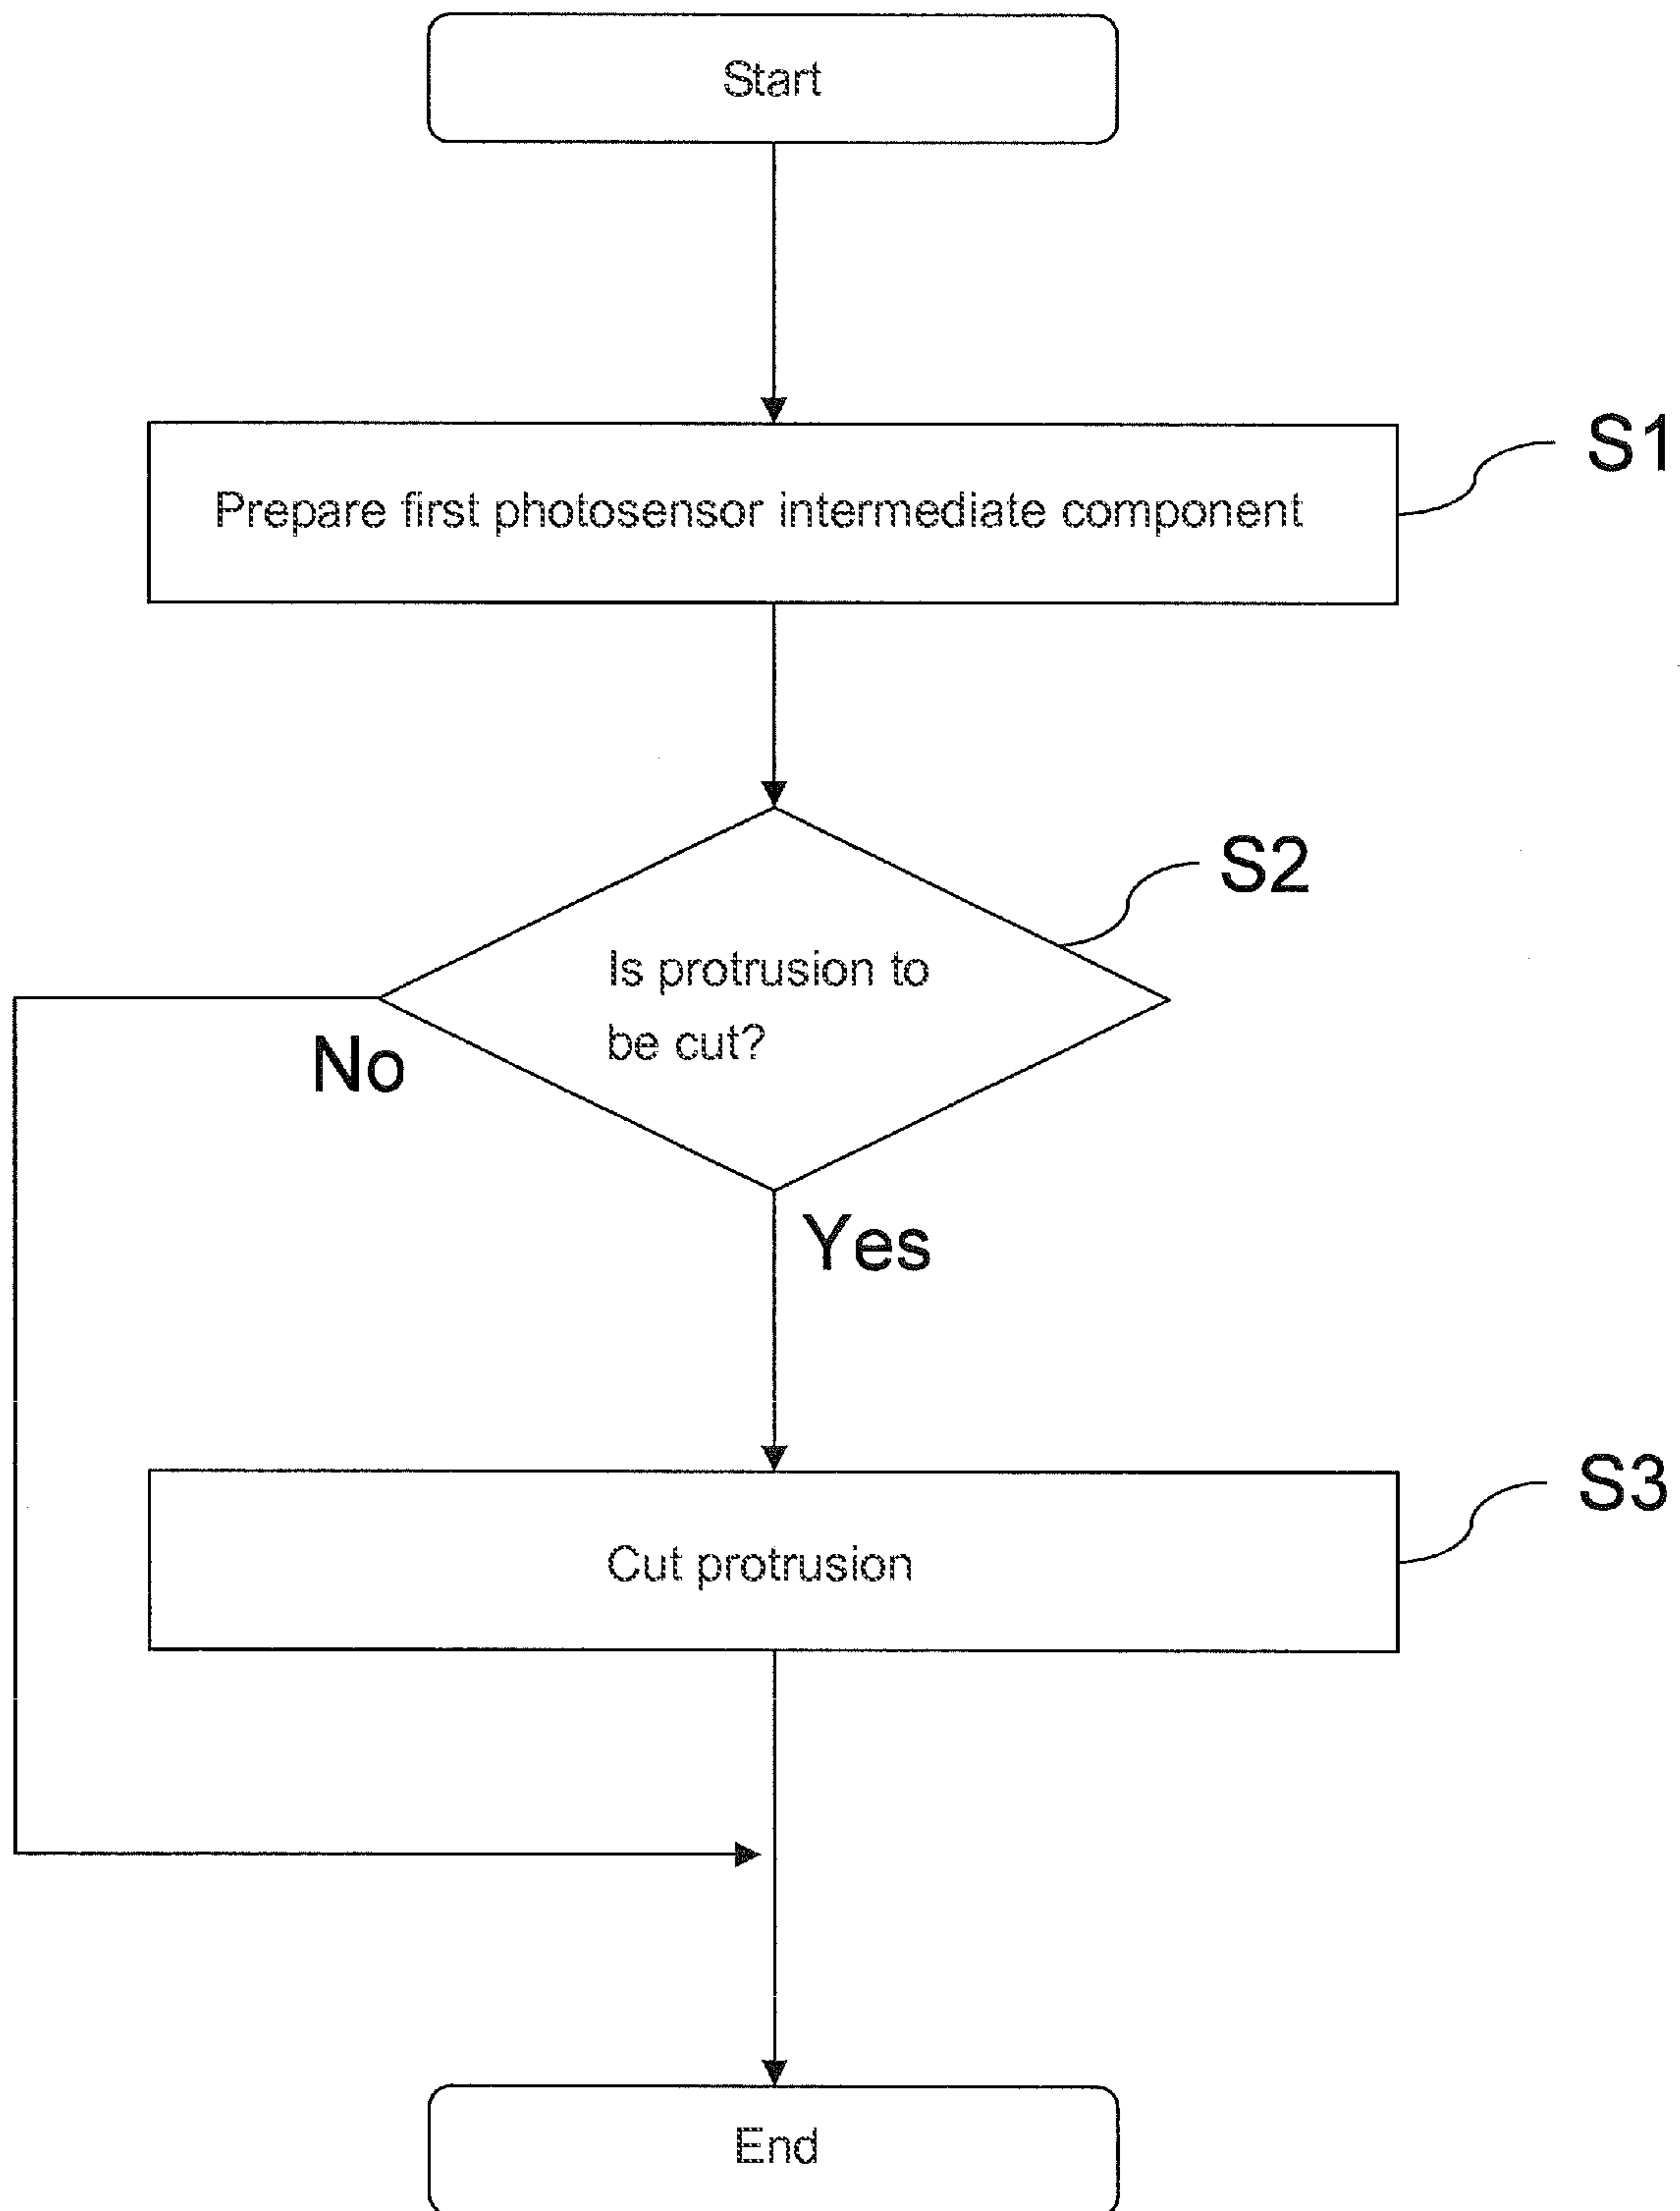 Start
Prepare first photosensor intermediate component
S1
S2
Is protrusion to
be cut?
No
Yes
S3
Cut protrusion
End